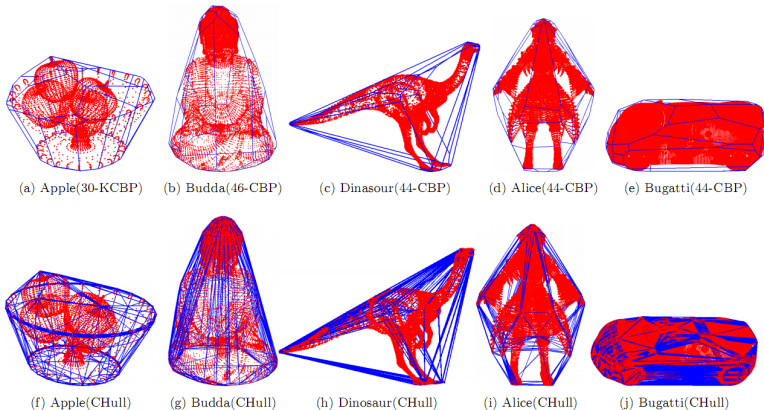 (a) Apple(30-KCBP) (b) Budda(46-CBP) (c) Dinasour(44-CBP) (d) Alice(44-CBP) (e) Bugatti(44-CBP)
(f) Apple(CHull) (g) Budda(CHull) (h) Dinosaur(CHull) (i) Alice(CHull) (j) Bugatti(CHull)